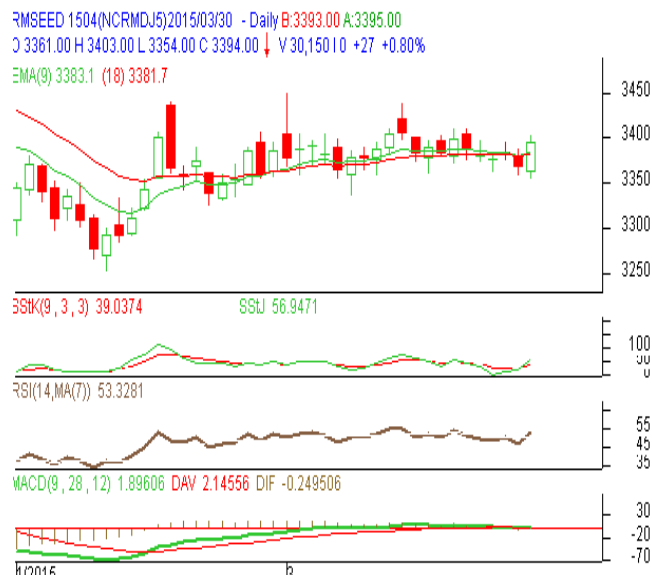 RMSEED 1504(NCRMDJ5)2015/03/30 - Daily B:3393.00 A:3395.00
O 3361.00 H 3403.00 L 3354.00 C 3394.00 V 30,150 I 0 +27 +0.80%
EMA(9) 3383.1 (18) 3381.7
3450
3400
3350
3300
3250
SStK(9,3,3) 39.0374 SStJ 56.9471
100
50
0
RSI(14,MA(7)) 53.3281
55
45
35
MACD(9,28,12) 1.89606 DAV 2.14556 DIF -0.249506
30
-20
-70
1/2015 3